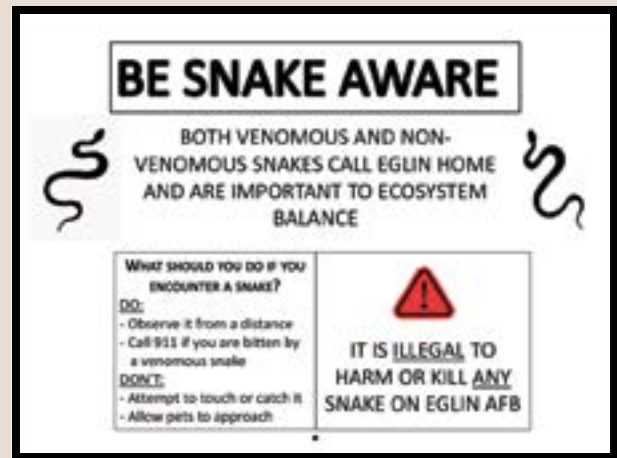 BE SNAKE AWARE
BOTH VENOMOUS AND NON-
VENOMOUS SNAKES CALL EGLIN HOME
AND ARE IMPORTANT TO ECOSYSTEM
BALANCE
WHAT SHOULD YOU DO IF YOU
ENCOUNTER A SNAKE?
DO:
- Observe it from a distance
- Call 911 if you are bitten by
a venomous snake
DON'T:
- Attempt to touch or catch it
- Allow pets to approach
!
IT IS ILLEGAL TO
HARM OR KILL ANY
SNAKE ON EGLIN AFB